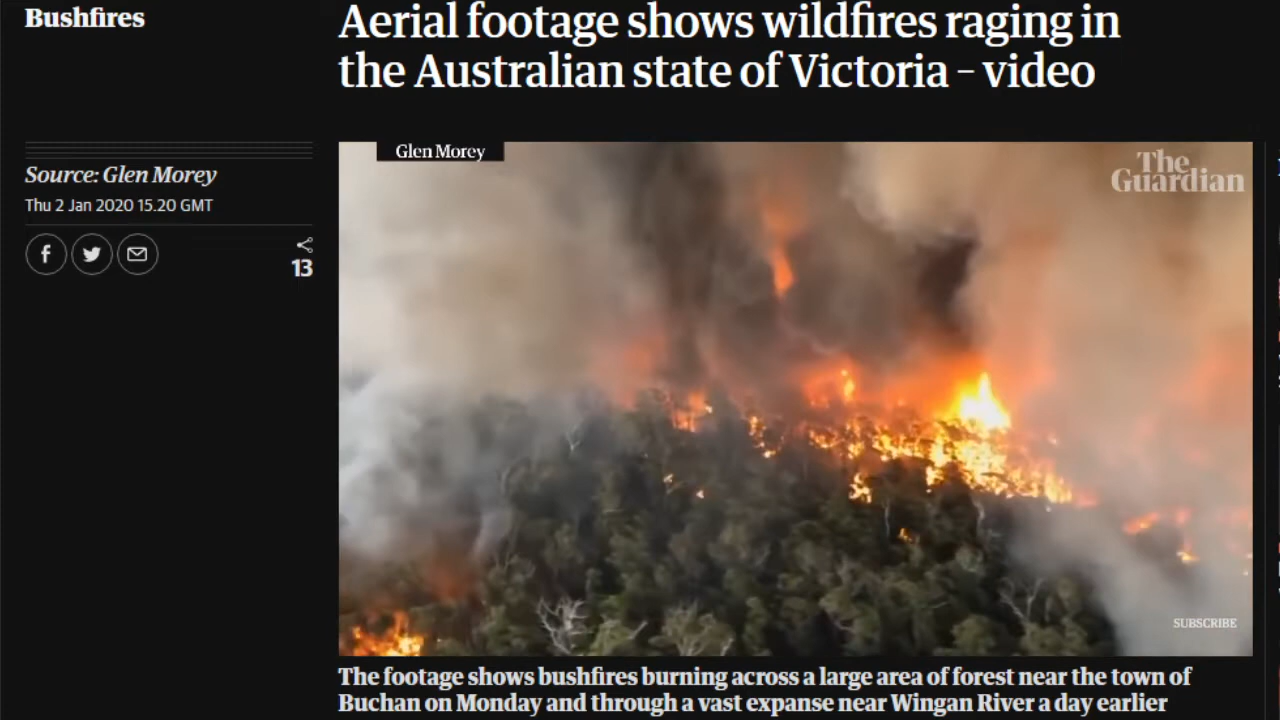 Bushfires
Aerial footage shows wildfires raging in
the Australian state of Victoria – video
Source: Glen Morey
Thu 2 Jan 2020 15.20 GMT
13
Glen Morey
The
Guardian
SUBSCRIBE
The footage shows bushfires burning across a large area of forest near the town of
Buchan on Monday and through a vast expanse near Wingan River a day earlier